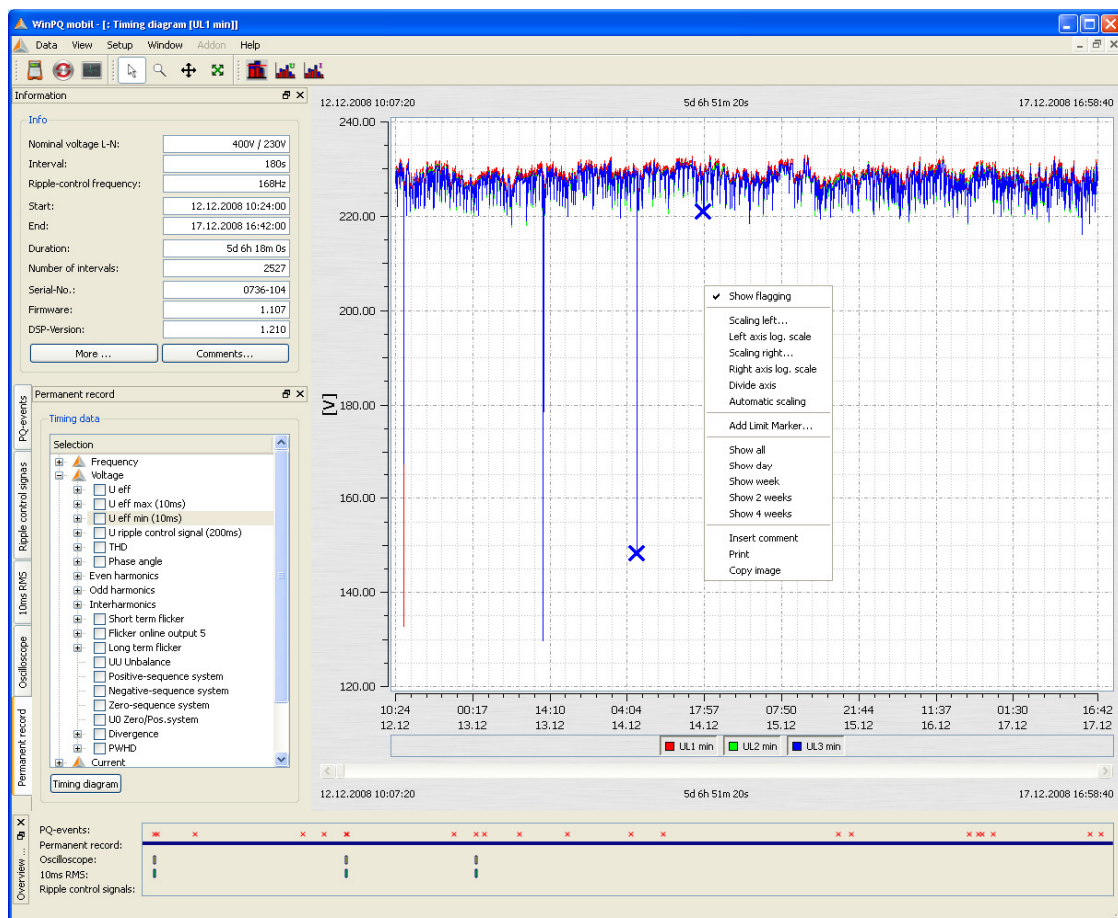 WinPQ mobil - [: Timing diagram [UL1 min]]
Data View Setup Window Addon Help
Information
Info
Nominal voltage L-N: 400V / 230V
Interval: 180s
Ripple-control frequency: 168Hz
Start: 12.12.2008 10:24:00
End: 17.12.2008 16:42:00
Duration: 5d 6h 18m 0s
Number of intervals: 2527
Serial-No.: 0736-104
Firmware: 1.107
DSP-Version: 1.210
More ... Comments...
PQ-events
Ripple control signas
10ms RMS
Oscilloscope
Permanent record
Permanent record
Timing data
Selection
Frequency
Voltage
U eff
U eff max (10ms)
U eff min (10ms)
U ripple control signal (200ms)
THD
Phase angle
Even harmonics
Odd harmonics
Interharmonics
Short term flicker
Flicker online output 5
Long term flicker
UU Unbalance
Positive-sequence system
Negative-sequence system
Zero-sequence system
U0 Zero/Pos.system
Divergence
PWHD
Current
Timing diagram
12.12.2008 10:07:20 5d 6h 51m 20s 17.12.2008 16:58:40
240.00
220.00
200.00
180.00
160.00
140.00
120.00
[V]
Show flagging
Scaling left...
Left axis log. scale
Scaling right...
Right axis log. scale
Divide axis
Automatic scaling
Add Limit Marker...
Show all
Show day
Show week
Show 2 weeks
Show 4 weeks
Insert comment
Print
Copy image
10:24 00:17 14:10 04:04 17:57 07:50 21:44 11:37 01:30 16:42
12.12 13.12 13.12 14.12 14.12 15.12 15.12 16.12 17.12 17.12
UL1 min UL2 min UL3 min
12.12.2008 10:07:20 5d 6h 51m 20s 17.12.2008 16:58:40
Overview ...
PQ-events:
Permanent record:
Oscilloscope:
10ms RMS:
Ripple control signals: